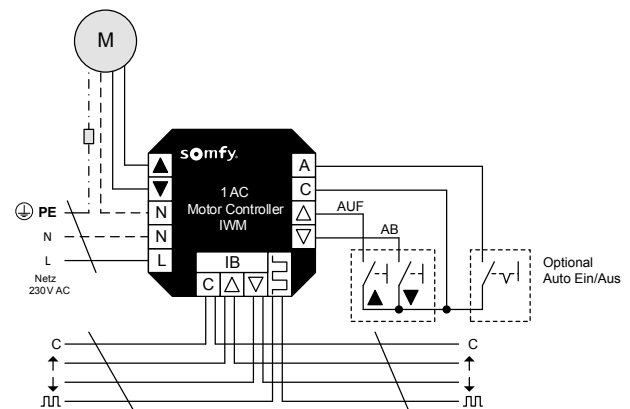 M
somfy.
1 AC
Motor Controller
IWM
N
N
L
A
C
IB
C
PE
N
L
Netz
230 V AC
AUF
AB
Optional
Auto Ein/Aus
C
C